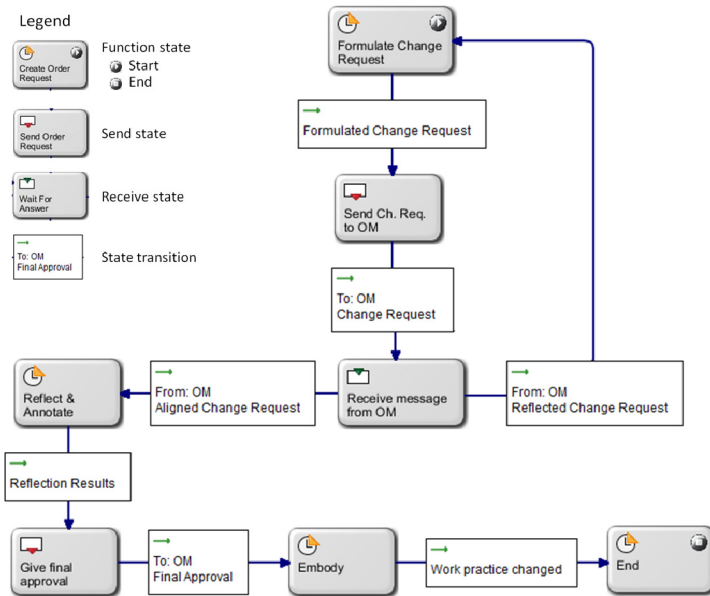 Legend
Create Order
Request
Function state
Start
End
Send Order
Request
Send state
Wait For
Answer
Receive state
To: OM
Final Approval
State transition
Formulate Change
Request
Formulated Change Request
Send Ch. Req.
to OM
To: OM
Change Request
Receive message
from OM
From: OM
Reflected Change Request
From: OM
Aligned Change Request
Reflect &
Annotate
Reflection Results
Give final
approval
To: OM
Final Approval
Embody
Work practice changed
End